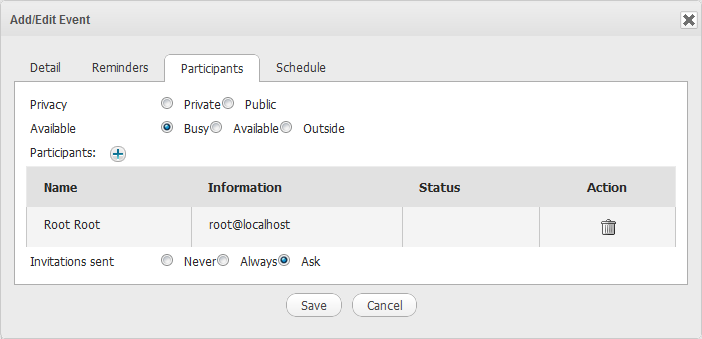 Add/Edit Event
Detail Reminders Participants Schedule
Privacy Private Public
Available Busy Available Outside
Participants:
Name Information Status Action
Root Root root@localhost
Invitations sent Never Always Ask
Save Cancel